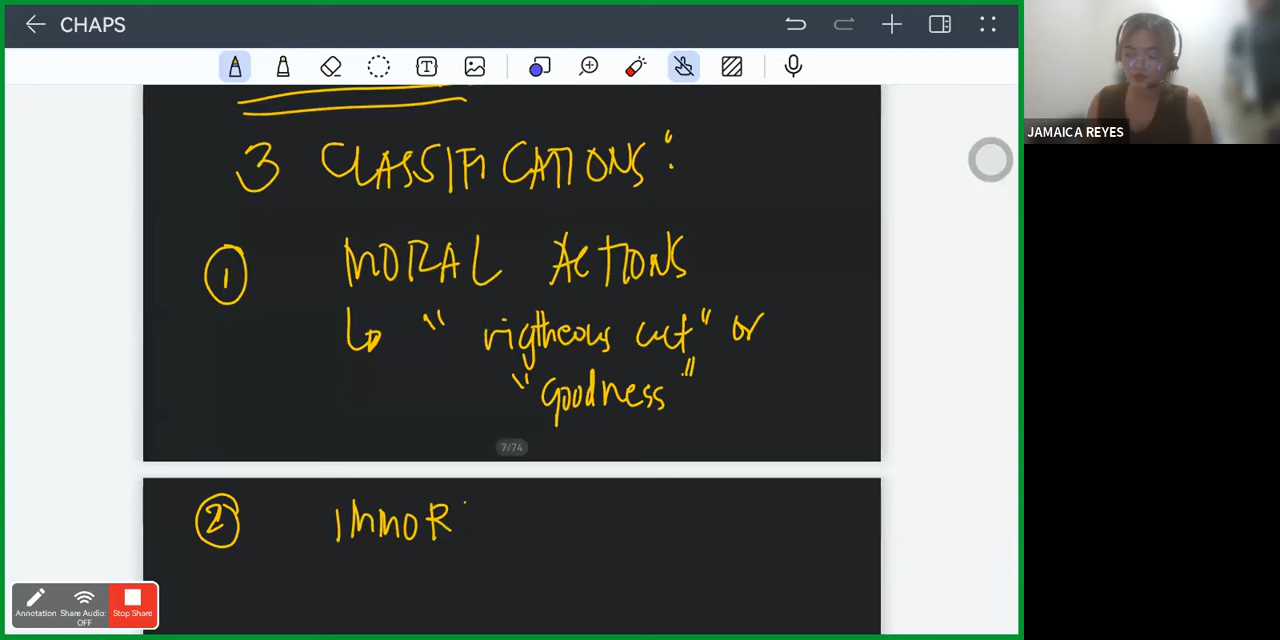 CHAPS
JAMAICA REYES
3 CLASSIFICATIONS:
1 MORAL ACTIONS
↳ "rigtheous act" or
"goodness"
7/74
2 IMMOR
Annotation Share Audio: OFF Stop Share